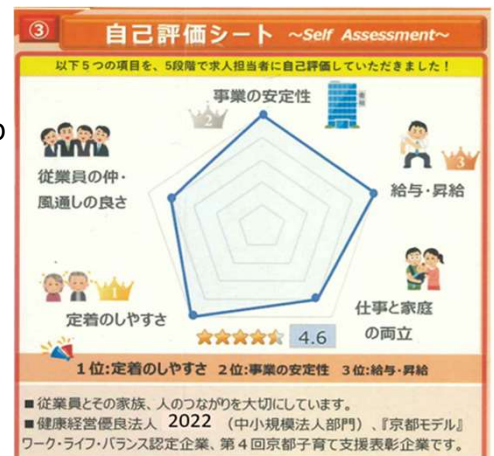 ③ 自己評価シート ～Self Assessment～
以下５つの項目を、5段階で求人担当者に自己評価していただきました！
事業の安定性
2
従業員の仲・
風通しの良さ
3
給与・昇給
1
定着のしやすさ
仕事と家庭
の両立
4.6
1位:定着のしやすさ 2位:事業の安定性 3位:給与・昇給
■従業員とその家族、人のつながりを大切にしています。
■健康経営優良法人 2022 （中小規模法人部門）、『京都モデル』
ワーク・ライフ・バランス認定企業、第４回京都子育て支援表彰企業です。